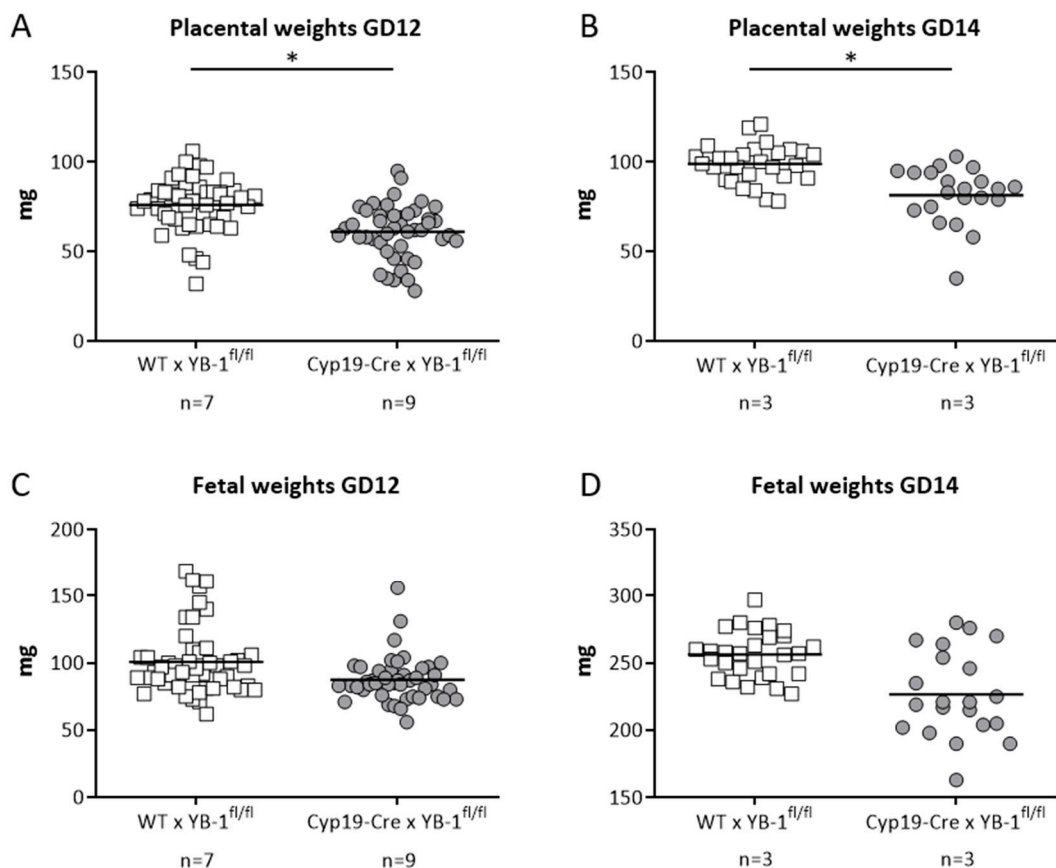 A
Placental weights GD12
*
150
100
50
0
mg
WT x YB-1fl/fl
Cyp19-Cre x YB-1fl/fl
n=7
n=9
B
Placental weights GD14
*
150
100
50
0
mg
WT x YB-1fl/fl
Cyp19-Cre x YB-1fl/fl
n=3
n=3
C
Fetal weights GD12
200
150
100
50
0
mg
WT x YB-1fl/fl
Cyp19-Cre x YB-1fl/fl
n=7
n=9
D
Fetal weights GD14
350
300
250
200
150
mg
WT x YB-1fl/fl
Cyp19-Cre x YB-1fl/fl
n=3
n=3